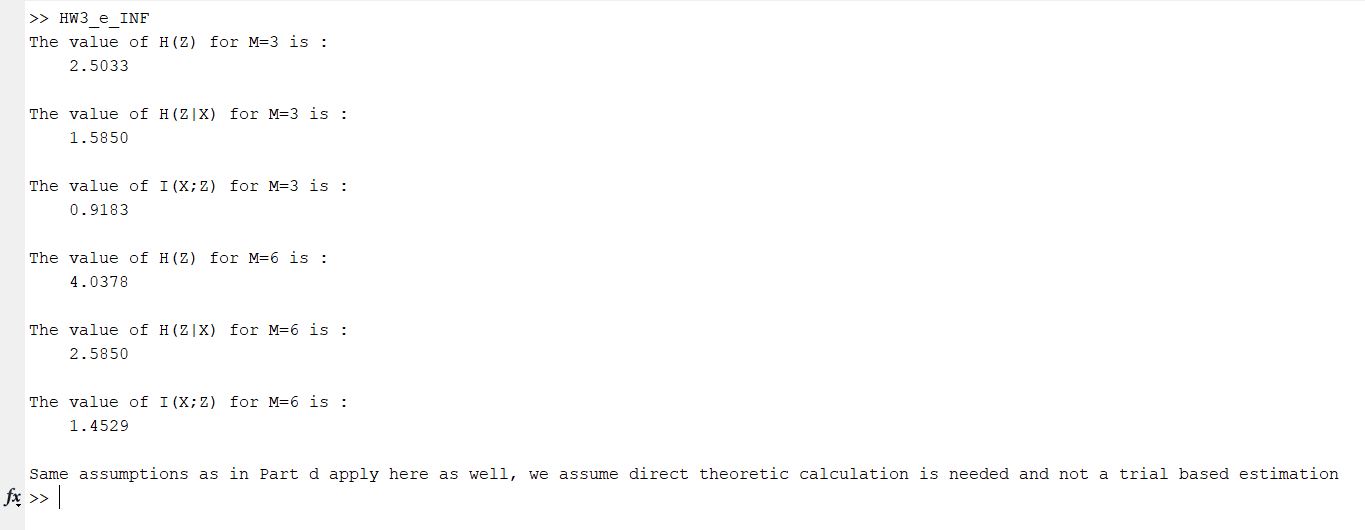 >> HW3_e_INF
The value of H(Z) for M=3 is :
2.5033
The value of H(Z|X) for M=3 is :
1.5850
The value of I(X;Z) for M=3 is :
0.9183
The value of H(Z) for M=6 is :
4.0378
The value of H(Z|X) for M=6 is :
2.5850
The value of I(X;Z) for M=6 is :
1.4529
Same assumptions as in Part d apply here as well, we assume direct theoretic calculation is needed and not a trial based estimation
fx >>